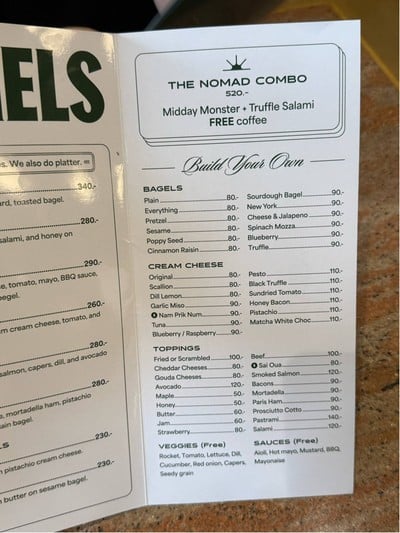 ELS
es. We also do platter.
340.-
ard, toasted bagel.
280.-
salami, and honey on
290.-
se, tomato, mayo, BBQ sauce,
260.-
am cream cheese, tomato, and
280.-
salmon, capers, dill, and avocado
280.-
e, mortadella ham, pistachio
ain bagel.
LS
230.-
n pistachio cream cheese.
230.-
n butter on sesame bagel.
THE NOMAD COMBO
520.-
Midday Monster + Truffle Salami
FREE coffee
Build Your Own
BAGELS
Plain 80.-
Everything 80.-
Pretzel 80.-
Sesame 80.-
Poppy Seed 80.-
Cinnamon Raisin 80.-
Sourdough Bagel 90.-
New York 90.-
Cheese & Jalapeno 90.-
Spinach Mozza 90.-
Blueberry 90.-
Truffle 90.-
CREAM CHEESE
Original 80.-
Scallion 80.-
Dill Lemon 80.-
Garlic Miso 90.-
Nam Prik Num 90.-
Tuna 90.-
Blueberry / Raspberry 90.-
Pesto 110.-
Black Truffle 110.-
Sundried Tomato 110.-
Honey Bacon 110.-
Pistachio 110.-
Matcha White Choc 110.-
TOPPINGS
Fried or Scrambled 100.-
Cheddar Cheeses 80.-
Gouda Cheeses 80.-
Avocado 120.-
Maple 50.-
Honey 50.-
Butter 60.-
Jam 60.-
Strawberry 80.-
Beef 100.-
Sai Oua 80.-
Smoked Salmon 120.-
Bacons 90.-
Mortadella 90.-
Paris Ham 90.-
Prosciutto Cotto 90.-
Pastrami 140.-
Salami 120.-
VEGGIES (Free)
Rocket, Tomato, Lettuce, Dill,
Cucumber, Red onion, Capers,
Seedy grain
SAUCES (Free)
Aioli, Hot mayo, Mustard, BBQ,
Mayonaise